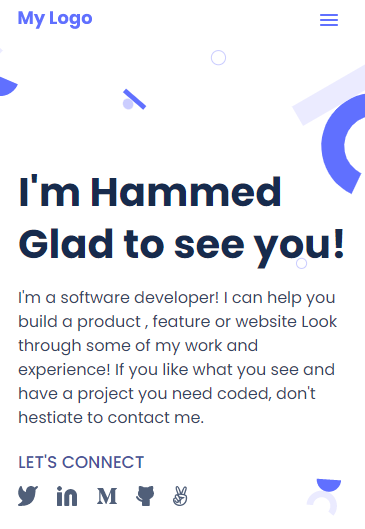 My Logo
I'm Hammed
Glad to see you!
I'm a software developer! I can help you
build a product , feature or website Look
through some of my work and
experience! If you like what you see and
have a project you need coded, don't
hestiate to contact me.
LET'S CONNECT